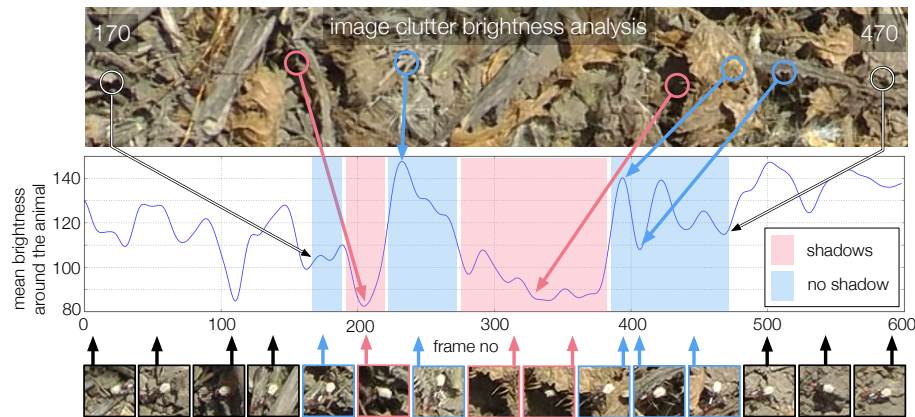 image clutter brightness analysis
170
470
mean brightness
around the animal
140
120
100
80
0
100
200
300
400
500
600
frame no
shadows
no shadow